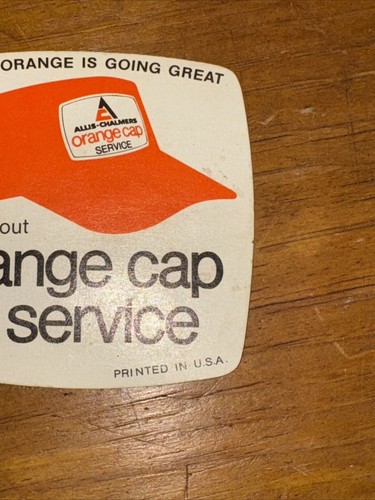 ORANGE IS GOING GREAT
ALLIS-CHALMERS
orange cap
SERVICE
out
ange cap
service
PRINTED IN U.S.A.